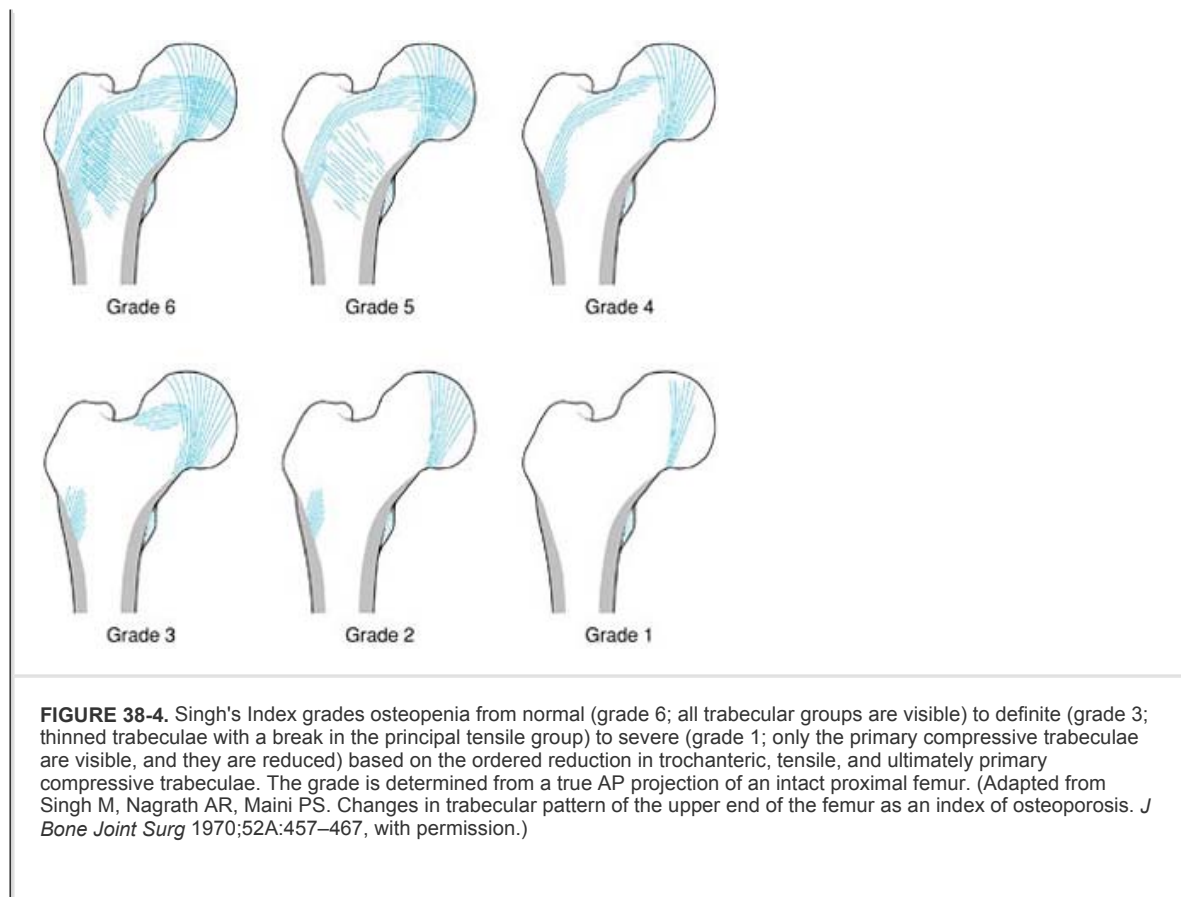 Grade 6
Grade 5
Grade 4
Grade 3
Grade 2
Grade 1
FIGURE 38-4. Singh's Index grades osteopenia from normal (grade 6; all trabecular groups are visible) to definite (grade 3;
thinned trabeculae with a break in the principal tensile group) to severe (grade 1; only the primary compressive trabeculae
are visible, and they are reduced) based on the ordered reduction in trochanteric, tensile, and ultimately primary
compressive trabeculae. The grade is determined from a true AP projection of an intact proximal femur. (Adapted from
Singh M, Nagrath AR, Maini PS. Changes in trabecular pattern of the upper end of the femur as an index of osteoporosis. J
Bone Joint Surg 1970;52A:457–467, with permission.)